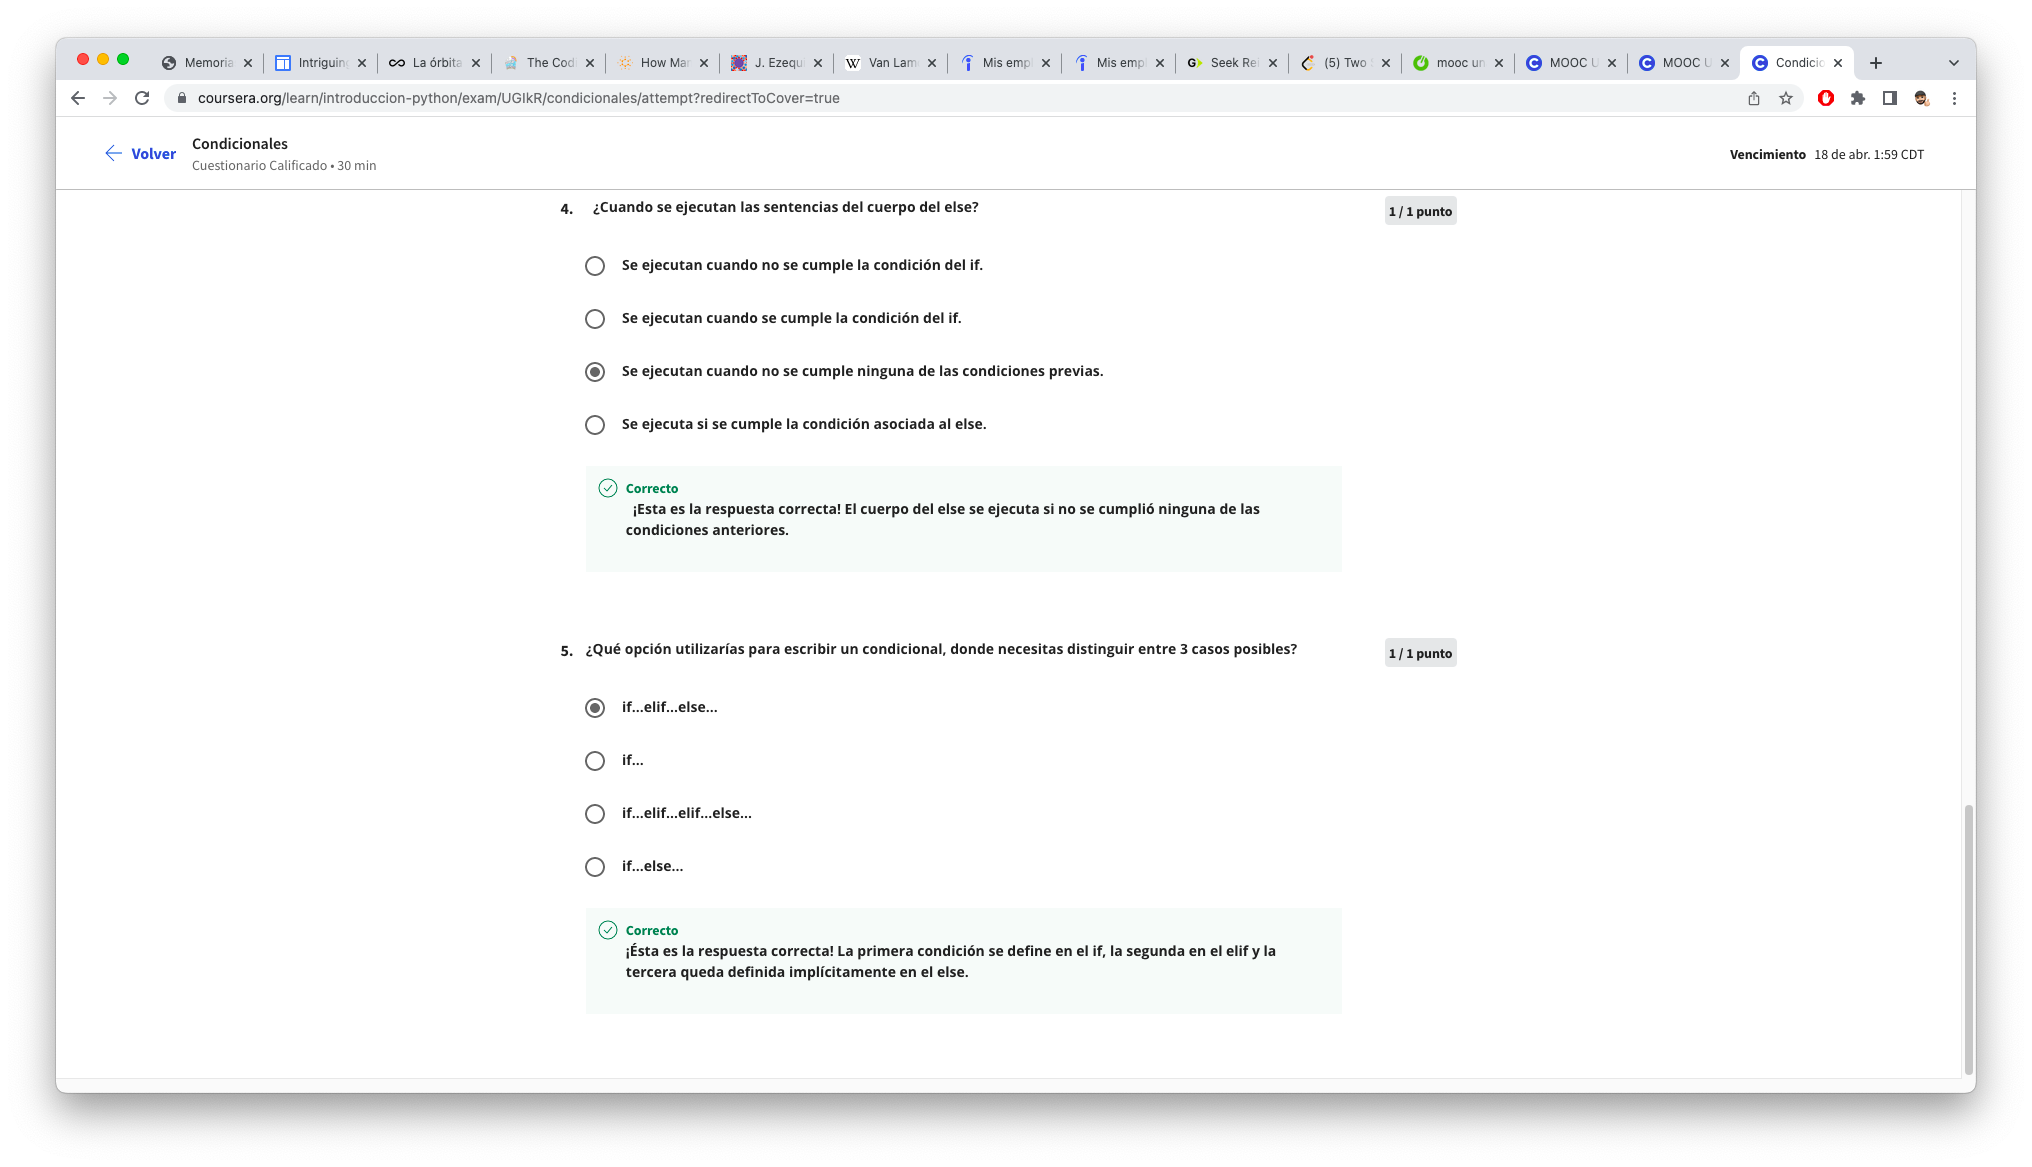 Memoria
Intriguin
La órbita
The Cod
How Mar
J. Ezequ
Van Lam
Mis emp
Mis emp
Seek Re
(5) Two
mooc un
MOOC U
MOOC U
Condicio
coursera.org/learn/introduccion-python/exam/UGIkR/condicionales/attempt?redirectToCover=true
Volver
Condicionales
Cuestionario Calificado • 30 min
Vencimiento 18 de abr. 1:59 CDT
4. ¿Cuando se ejecutan las sentencias del cuerpo del else?
1 / 1 punto
Se ejecutan cuando no se cumple la condición del if.
Se ejecutan cuando se cumple la condición del if.
Se ejecutan cuando no se cumple ninguna de las condiciones previas.
Se ejecuta si se cumple la condición asociada al else.
Correcto
¡Esta es la respuesta correcta! El cuerpo del else se ejecuta si no se cumplió ninguna de las
condiciones anteriores.
5. ¿Qué opción utilizarías para escribir un condicional, donde necesitas distinguir entre 3 casos posibles?
1 / 1 punto
if...elif...else...
if...
if...elif...elif...else...
if...else...
Correcto
¡Ésta es la respuesta correcta! La primera condición se define en el if, la segunda en el elif y la
tercera queda definida implícitamente en el else.